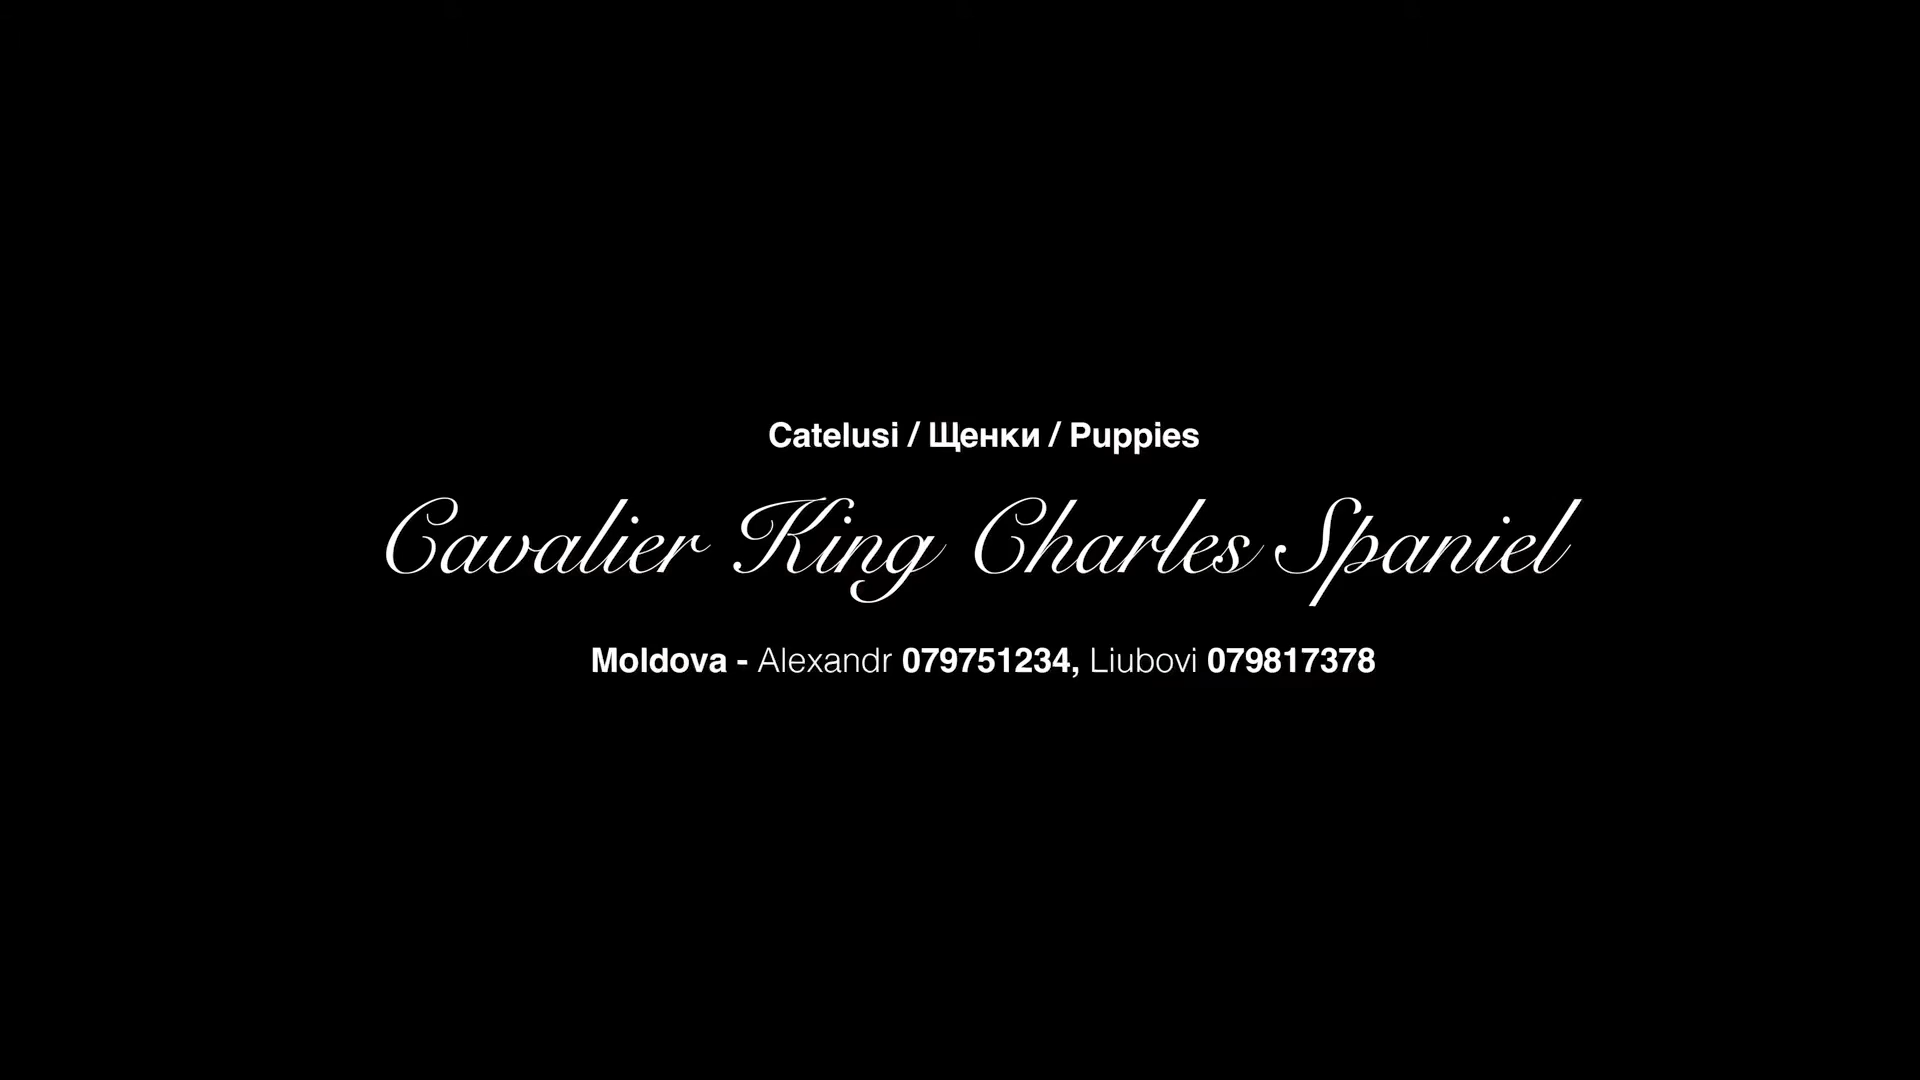 Catelusi / Щенки / Puppies
Cavalier King Charles Spaniel
Moldova - Alexandr 079751234, Liubovi 079817378